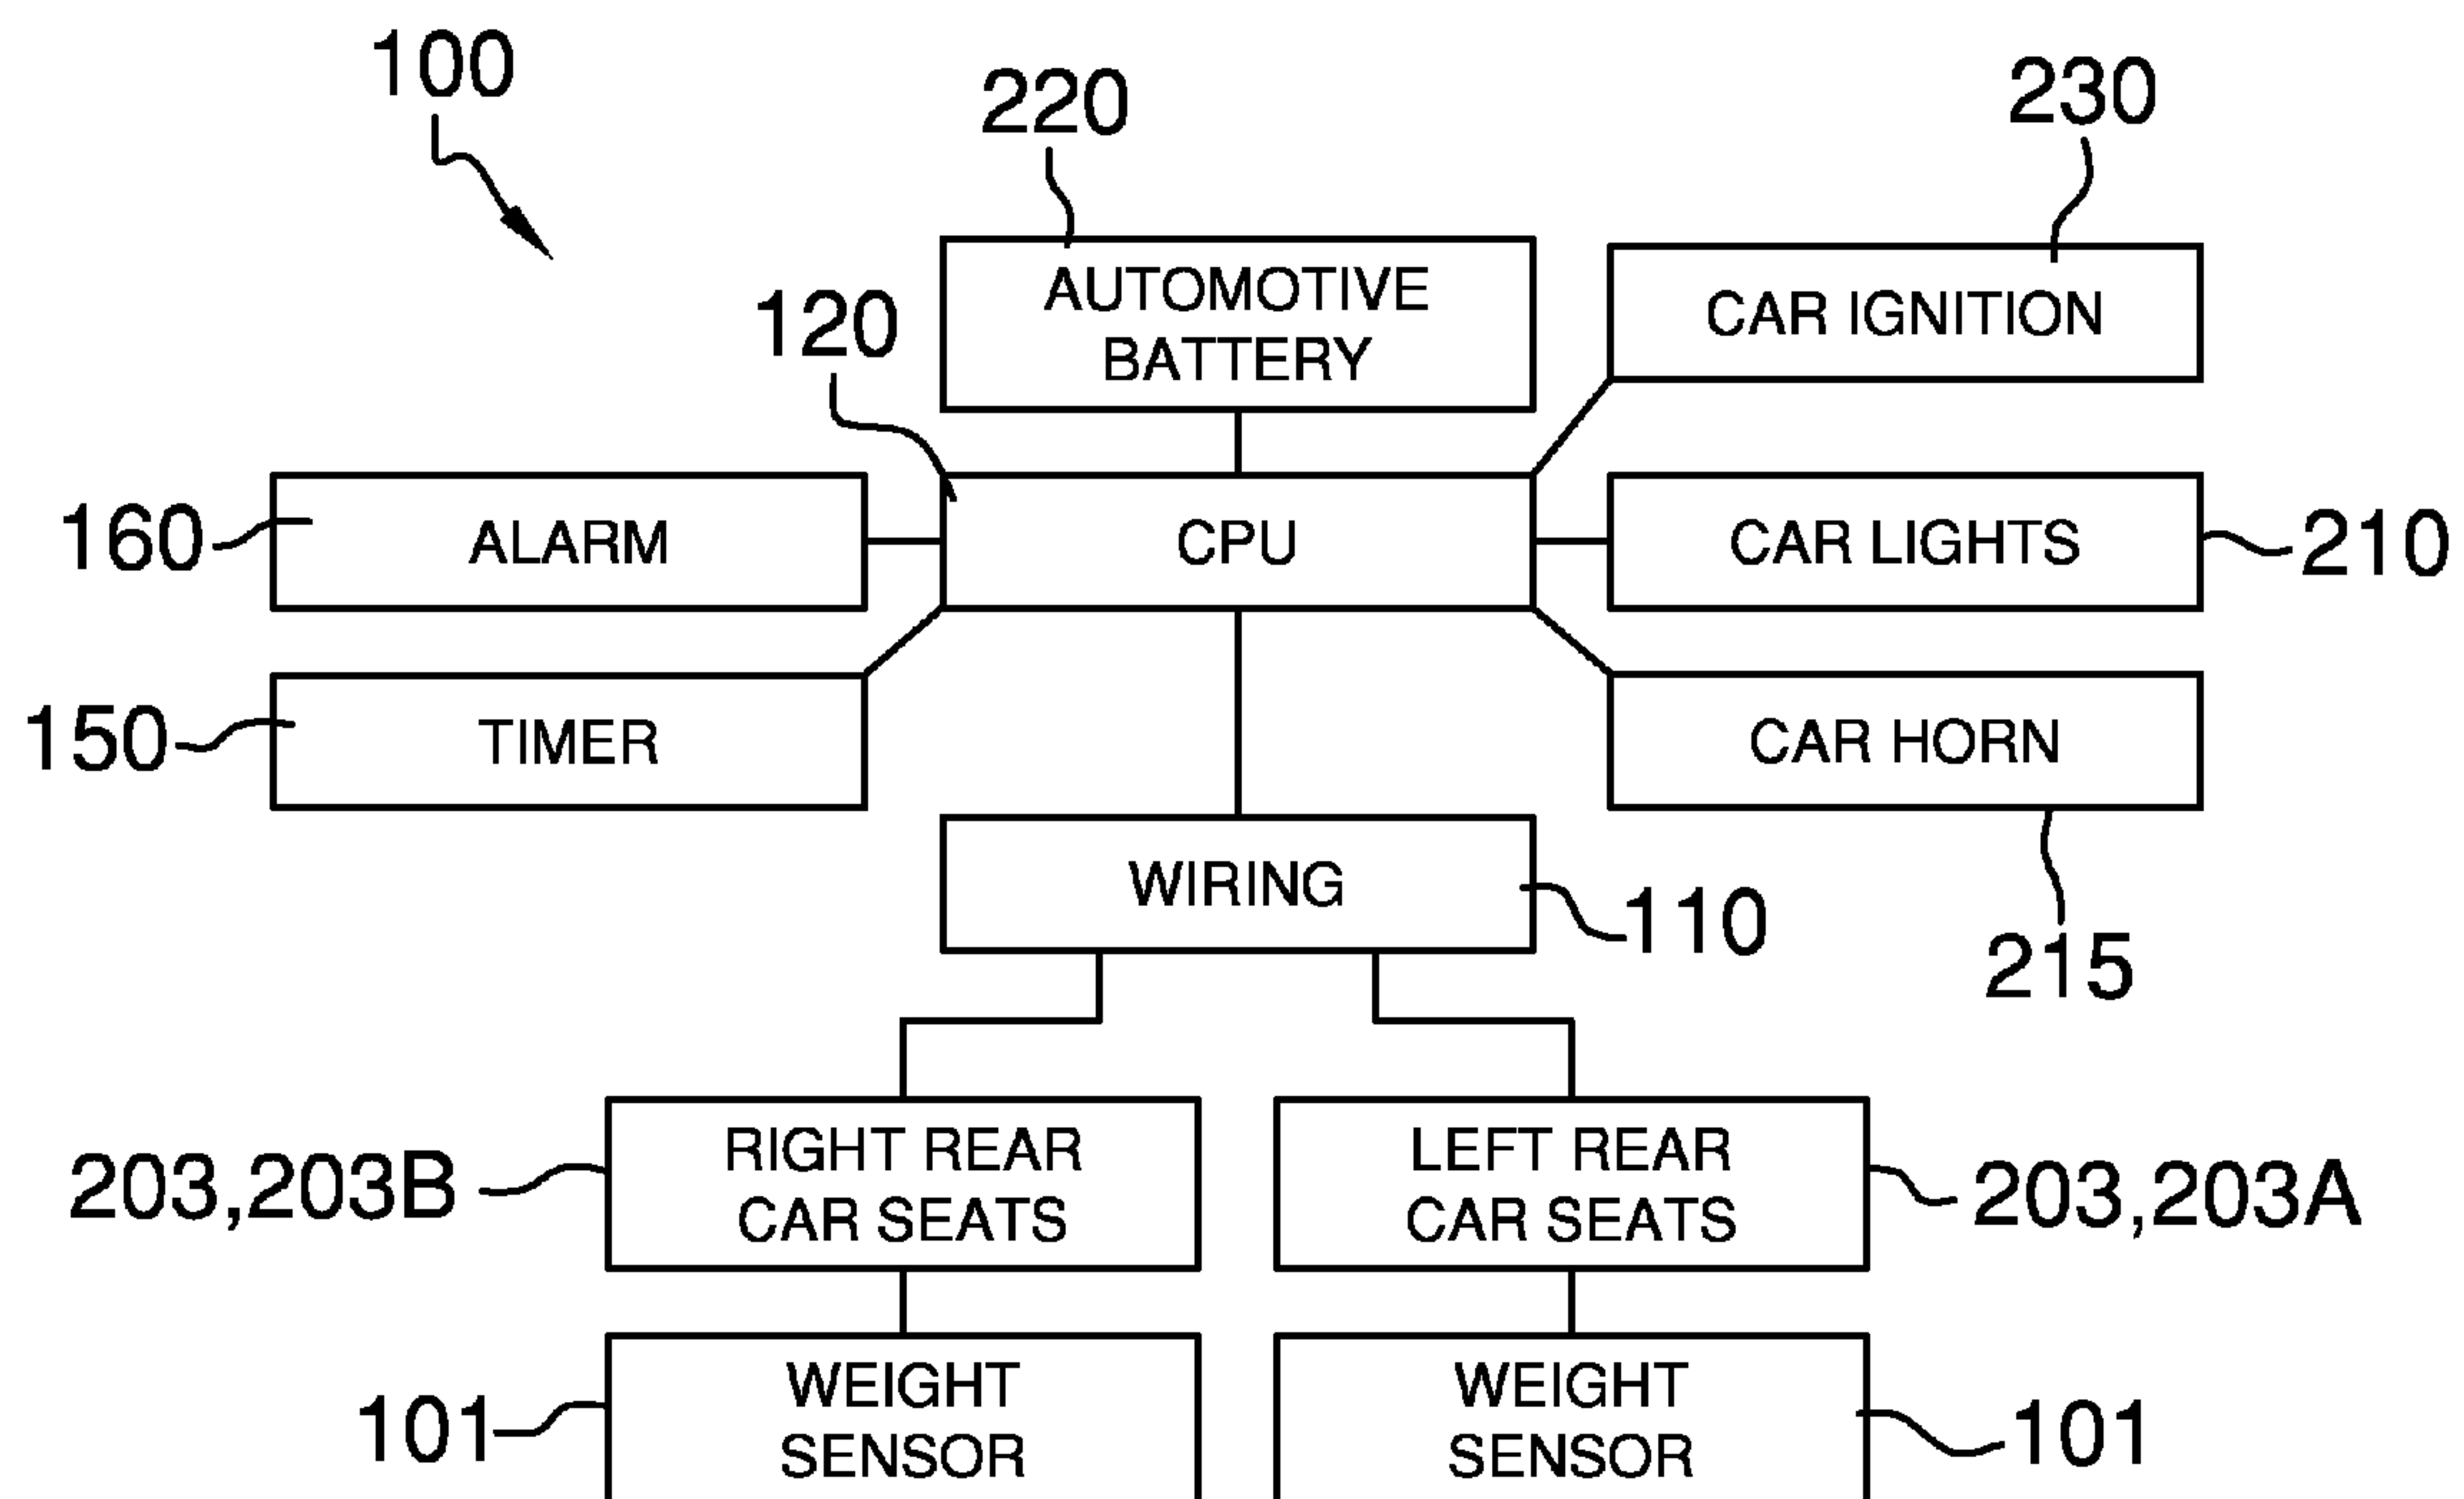 100
220
230
AUTOMOTIVE
BATTERY
CAR IGNITION
120
160
ALARM
CPU
CAR LIGHTS
210
150
TIMER
CAR HORN
WIRING
110
215
203,203B
RIGHT REAR
CAR SEATS
LEFT REAR
CAR SEATS
203,203A
101
WEIGHT
SENSOR
WEIGHT
SENSOR
101